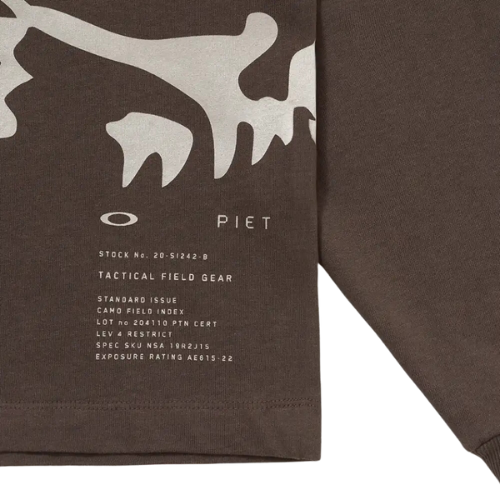 PIET
STOCK No. 20-S1242-B
TACTICAL FIELD GEAR
STANDARD ISSUE
CAMO FIELD INDEX
LOT no 204110 PTN CERT
LEV 4 RESTRICT
SPEC SKU NSA 19R2J15
EXPOSURE RATING AE615-22